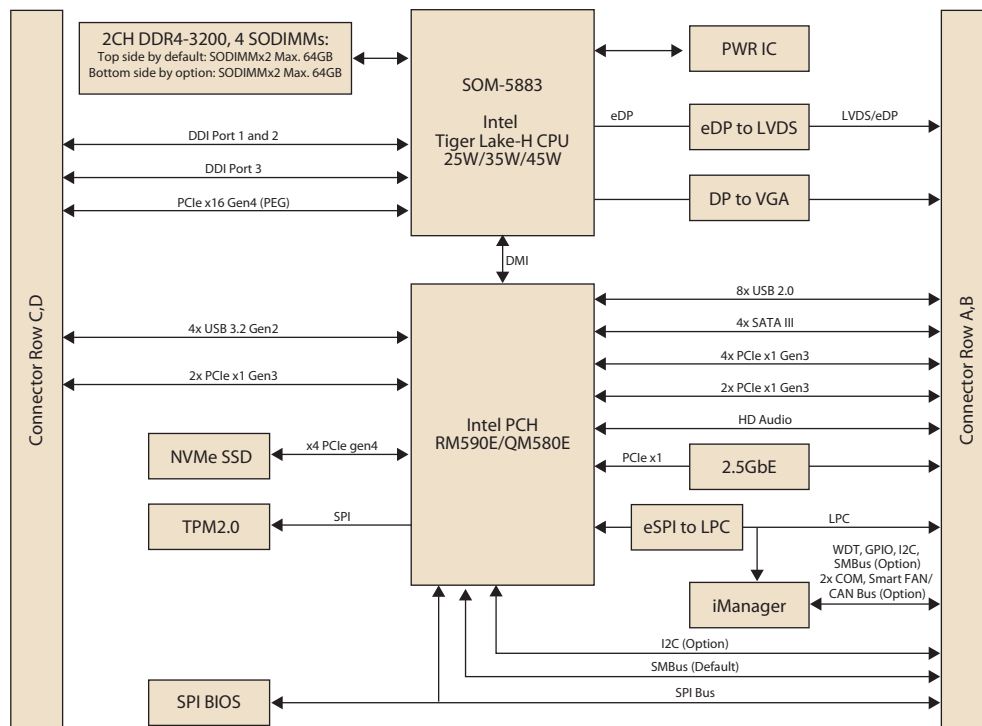 2CH DDR4-3200, 4 SODIMMs:
Top side by default: SODIMMx2 Max. 64GB
Bottom side by option: SODIMMx2 Max. 64GB
SOM-5883
Intel
Tiger Lake-H CPU
25W/35W/45W
PWR IC
eDP
eDP to LVDS
LVDS/eDP
DP to VGA
DDI Port 1 and 2
DDI Port 3
PCIe x16 Gen4 (PEG)
DMI
Connector Row C,D
Connector Row A,B
4x USB 3.2 Gen2
2x PCIe x1 Gen3
Intel PCH
RM590E/QM580E
8x USB 2.0
4x SATA III
4x PCIe x1 Gen3
2x PCIe x1 Gen3
HD Audio
NVMe SSD
x4 PCIe gen4
PCIe x1
2.5GbE
TPM2.0
SPI
eSPI to LPC
LPC
WDT, GPIO, I2C,
SMBus (Option)
2x COM, Smart FAN/
CAN Bus (Option)
iManager
I2C (Option)
SMBus (Default)
SPI BIOS
SPI Bus